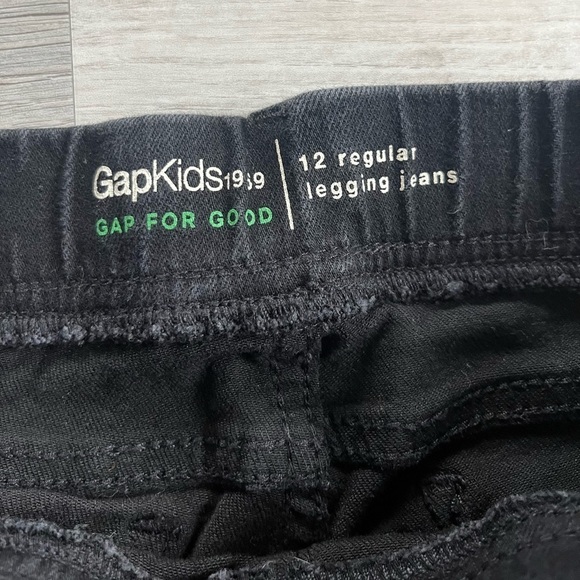 GapKids1969
GAP FOR GOOD
12 regular
legging jeans